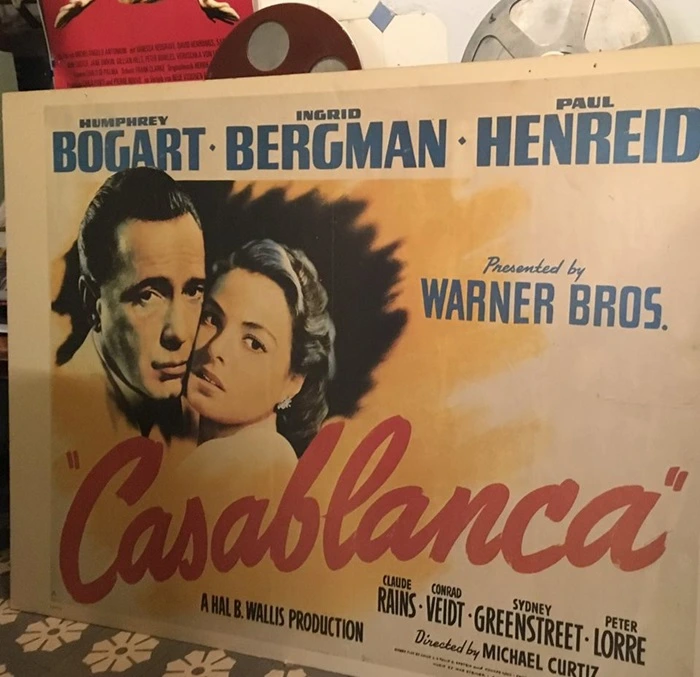 HUMPHREY INGRID PAUL
BOGART · BERGMAN · HENREID
Presented by
WARNER BROS.
"Casablanca"
CLAUDE CONRAD SYDNEY PETER
RAINS · VEIDT · GREENSTREET · LORRE
A HAL B. WALLIS PRODUCTION
Directed by MICHAEL CURTIZ